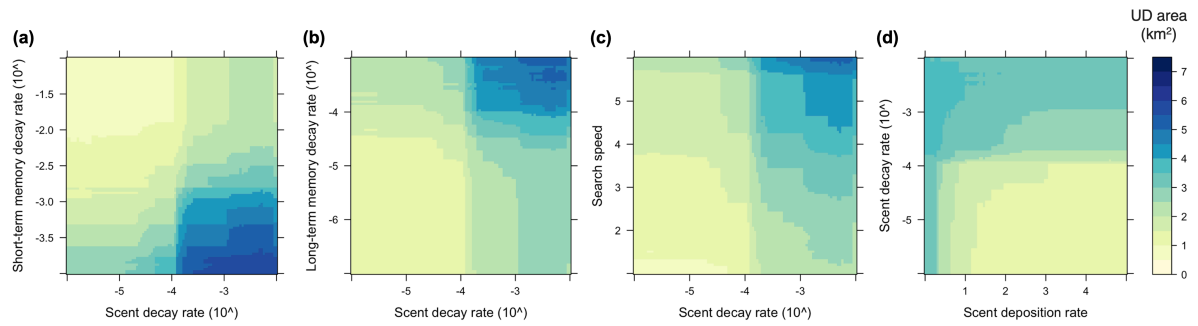 UD area
(km²)
(a)
(b)
(c)
(d)
Short-term memory decay rate (10^)
-1.5
-2.0
-2.5
-3.0
-3.5
-5
-4
-3
Scent decay rate (10^)
Long-term memory decay rate (10^)
-4
-5
-6
-5
-4
-3
Scent decay rate (10^)
Search speed
5
4
3
2
-5
-4
-3
Scent decay rate (10^)
Scent decay rate (10^)
-3
-4
-5
1
2
3
4
Scent deposition rate
7
6
5
4
3
2
1
0